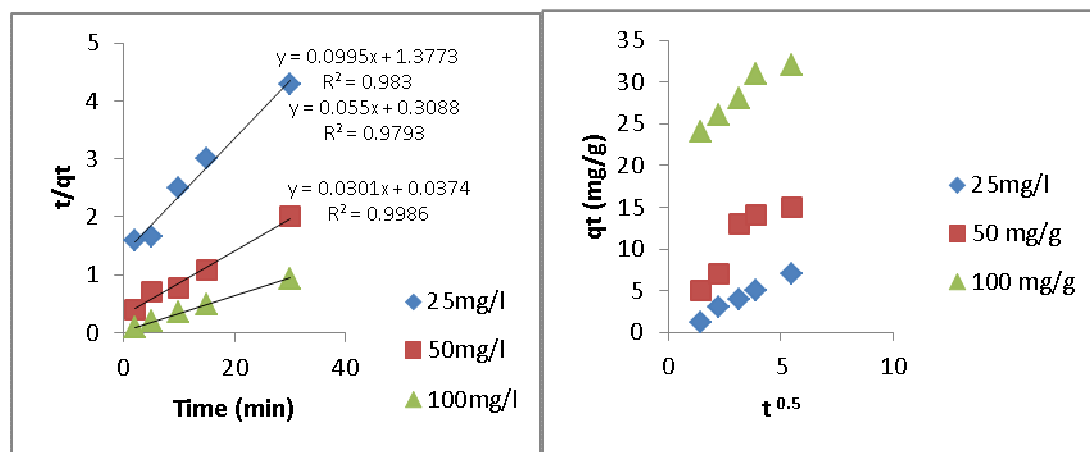 5
4
3
2
1
0
t/qt
y = 0.0995x + 1.3773
R² = 0.983
y = 0.055x + 0.3088
R² = 0.9793
y = 0.0301x + 0.0374
R² = 0.9986
0
20
40
Time (min)
25mg/l
50mg/l
100mg/l
35
30
25
20
15
10
5
0
qt (mg/g)
0
5
10
t 0.5
25mg/l
50 mg/g
100 mg/g